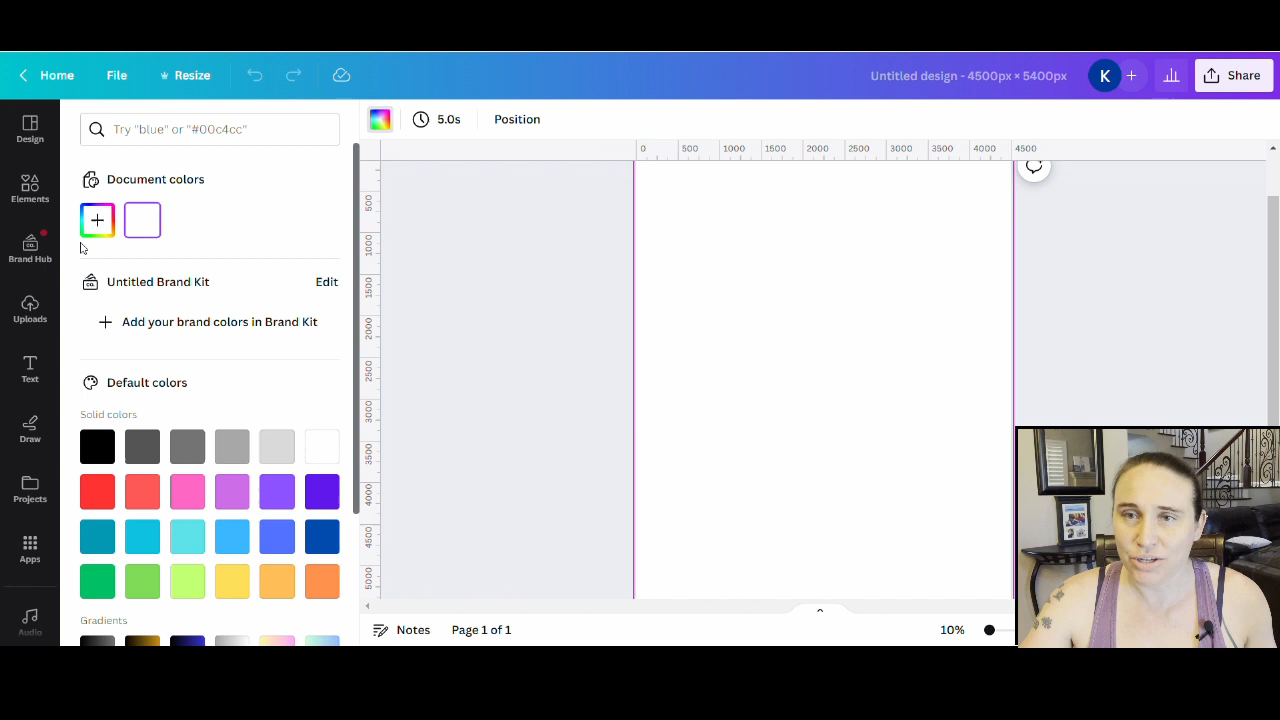 Home File Resize Untitled design - 4500px × 5400px K + Share
Design
Elements
CO.
Brand Hub
Uploads
Text
Draw
Projects
Apps
Audio
Try "blue" or "#00c4cc"
Document colors
+
CO. Untitled Brand Kit Edit
+ Add your brand colors in Brand Kit
Default colors
Solid colors
Gradients
5.0s Position
0 500 1000 1500 2000 2500 3000 3500 4000 4500
500
1000
1500
2000
2500
3000
3500
4000
4500
5000
Notes Page 1 of 1 10%